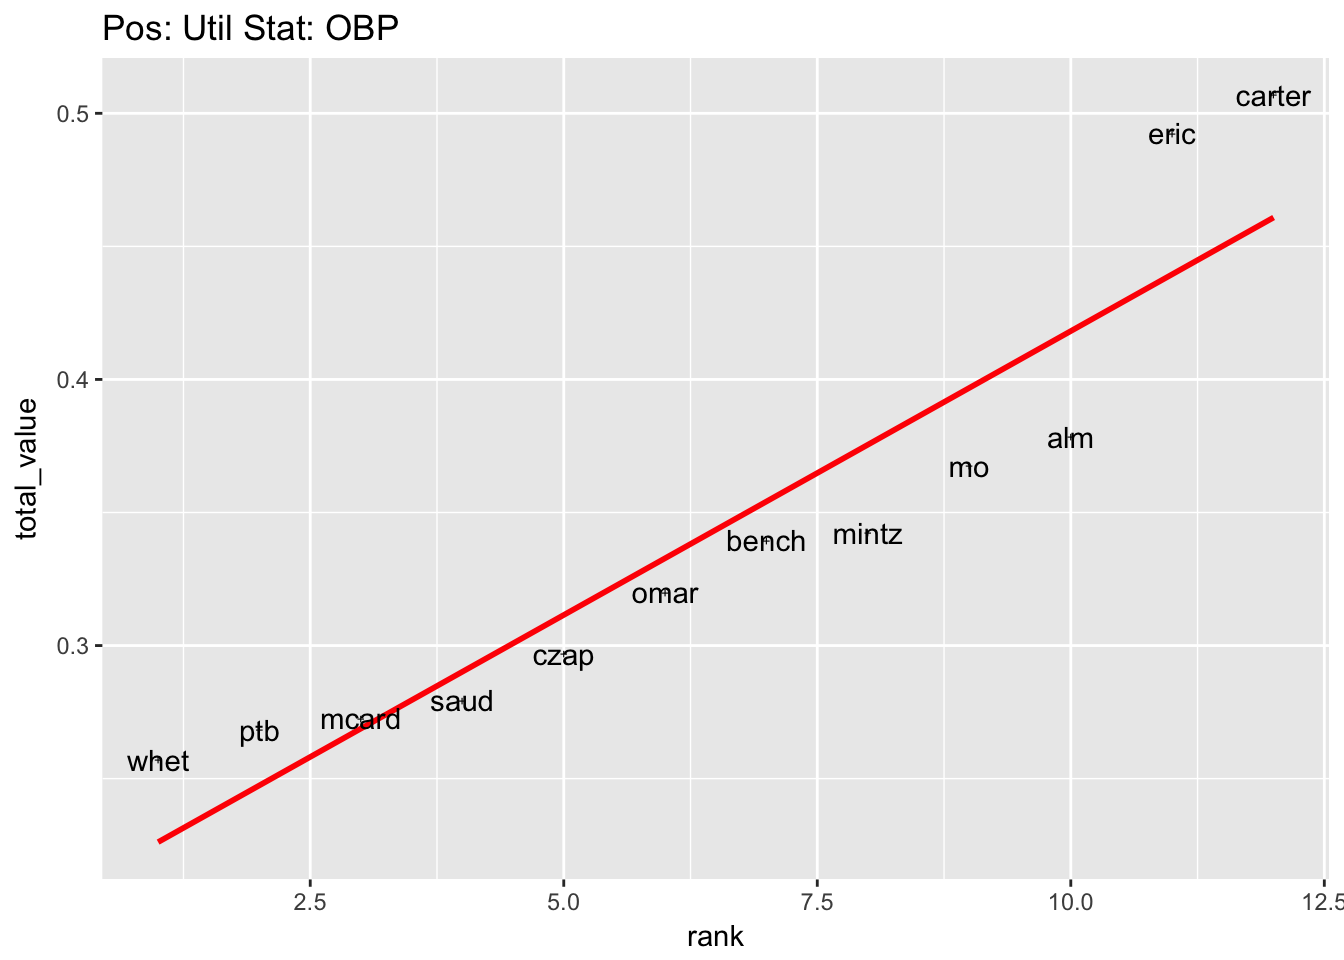 Pos: Util Stat: OBP
carter
0.5
eric
0.4
alm
mo
mintz
bench
omar
0.3
czap
saud
mcard
ptb
whet
total_value
2.5 5.0 7.5 10.0 12.5
rank